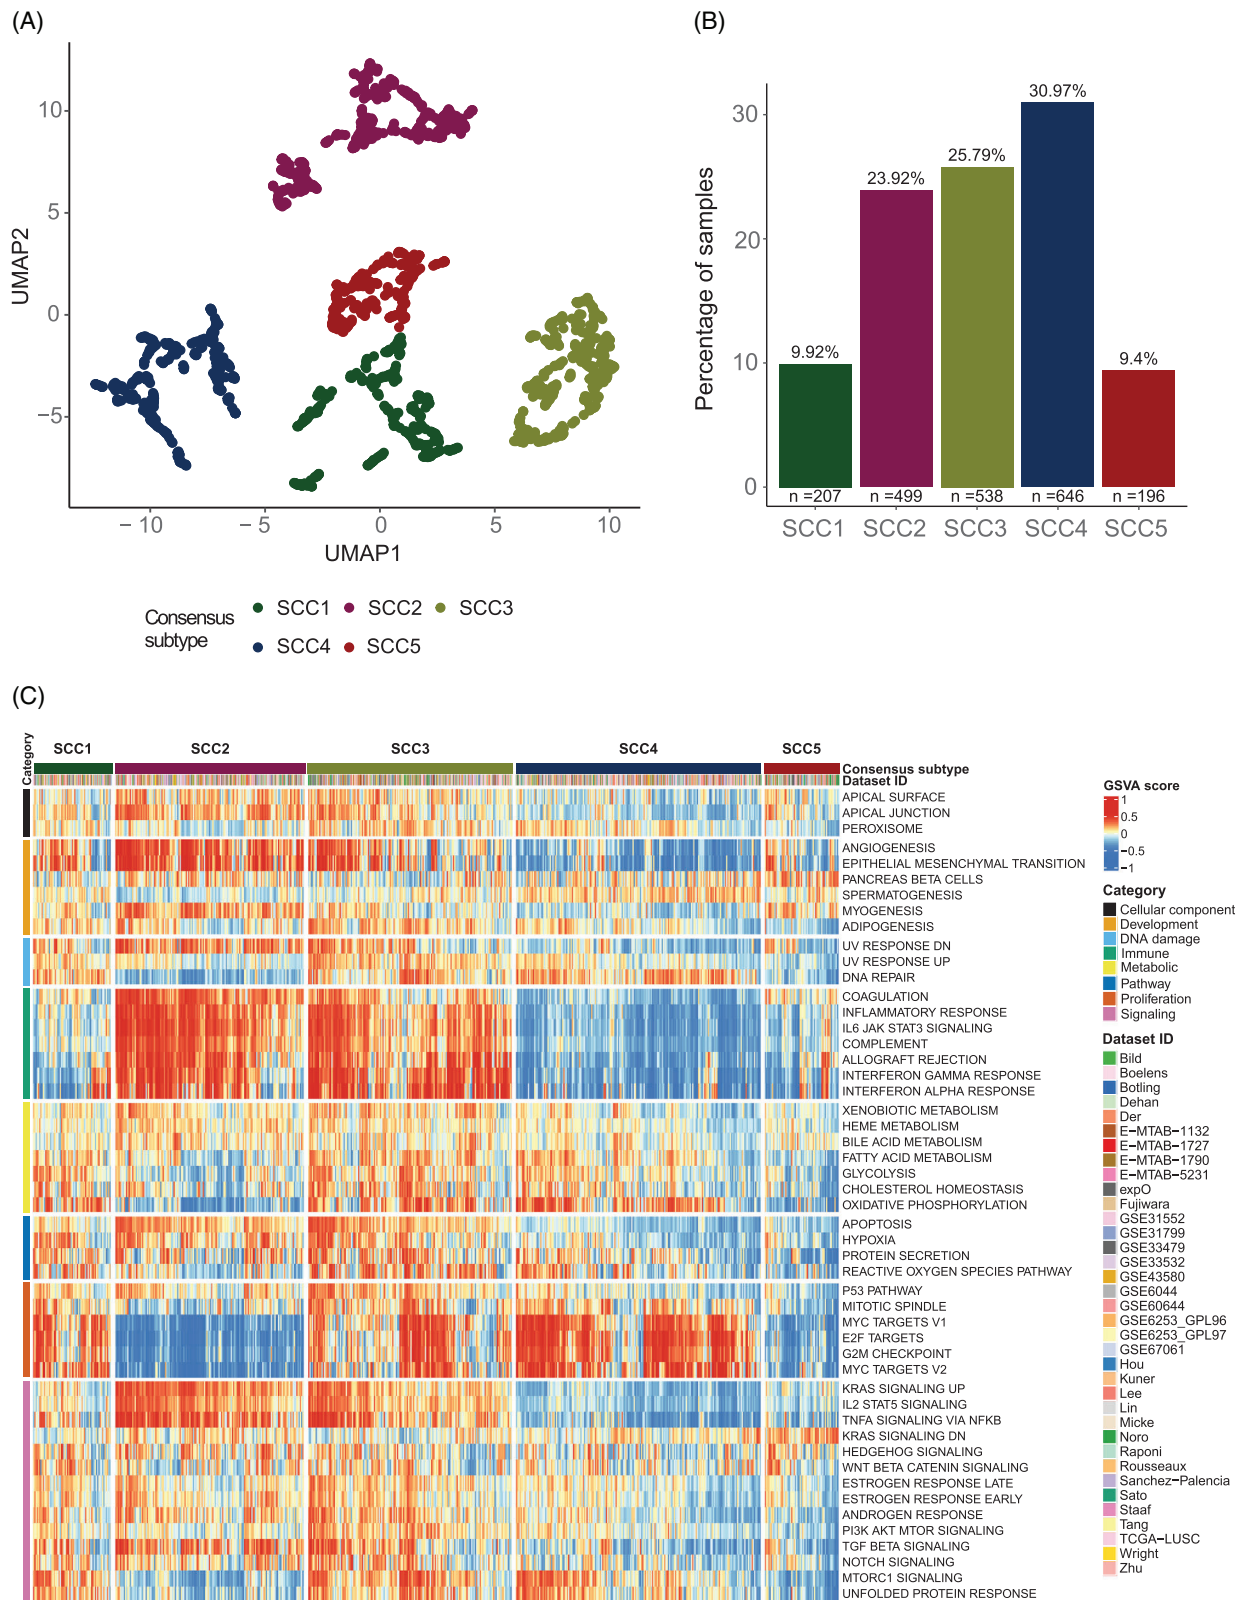 (A)
UMAP2
10
5
0
−5
−10
−5
0
5
10
UMAP1
Consensus
subtype
SCC1
SCC2
SCC3
SCC4
SCC5
(B)
Percentage of samples
30
20
10
0
9.92%
23.92%
25.79%
30.97%
9.4%
n =207
n =499
n =538
n =646
n =196
SCC1
SCC2
SCC3
SCC4
SCC5
(C)
Category
SCC1
SCC2
SCC3
SCC4
SCC5
Consensus subtype
Dataset ID
APICAL SURFACE
APICAL JUNCTION
PEROXISOME
ANGIOGENESIS
EPITHELIAL MESENCHYMAL TRANSITION
PANCREAS BETA CELLS
SPERMATOGENESIS
MYOGENESIS
ADIPOGENESIS
UV RESPONSE DN
UV RESPONSE UP
DNA REPAIR
COAGULATION
INFLAMMATORY RESPONSE
IL6 JAK STAT3 SIGNALING
COMPLEMENT
ALLOGRAFT REJECTION
INTERFERON GAMMA RESPONSE
INTERFERON ALPHA RESPONSE
XENOBIOTIC METABOLISM
HEME METABOLISM
BILE ACID METABOLISM
FATTY ACID METABOLISM
GLYCOLYSIS
CHOLESTEROL HOMEOSTASIS
OXIDATIVE PHOSPHORYLATION
APOPTOSIS
HYPOXIA
PROTEIN SECRETION
REACTIVE OXYGEN SPECIES PATHWAY
P53 PATHWAY
MITOTIC SPINDLE
MYC TARGETS V1
E2F TARGETS
G2M CHECKPOINT
MYC TARGETS V2
KRAS SIGNALING UP
IL2 STAT5 SIGNALING
TNFA SIGNALING VIA NFKB
KRAS SIGNALING DN
HEDGEHOG SIGNALING
WNT BETA CATENIN SIGNALING
ESTROGEN RESPONSE LATE
ESTROGEN RESPONSE EARLY
ANDROGEN RESPONSE
PI3K AKT MTOR SIGNALING
TGF BETA SIGNALING
NOTCH SIGNALING
MTORC1 SIGNALING
UNFOLDED PROTEIN RESPONSE
GSVA score
1
0.5
0
−0.5
−1
Category
Cellular component
Development
DNA damage
Immune
Metabolic
Pathway
Proliferation
Signaling
Dataset ID
Bild
Boelens
Botling
Dehan
Der
E−MTAB−1132
E−MTAB−1727
E−MTAB−1790
E−MTAB−5231
expO
Fujiwara
GSE31552
GSE31799
GSE33479
GSE33532
GSE43580
GSE6044
GSE60644
GSE6253_GPL96
GSE6253_GPL97
GSE67061
Hou
Kuner
Lee
Lin
Micke
Noro
Raponi
Rousseaux
Sanchez−Palencia
Sato
Staaf
Tang
TCGA−LUSC
Wright
Zhu